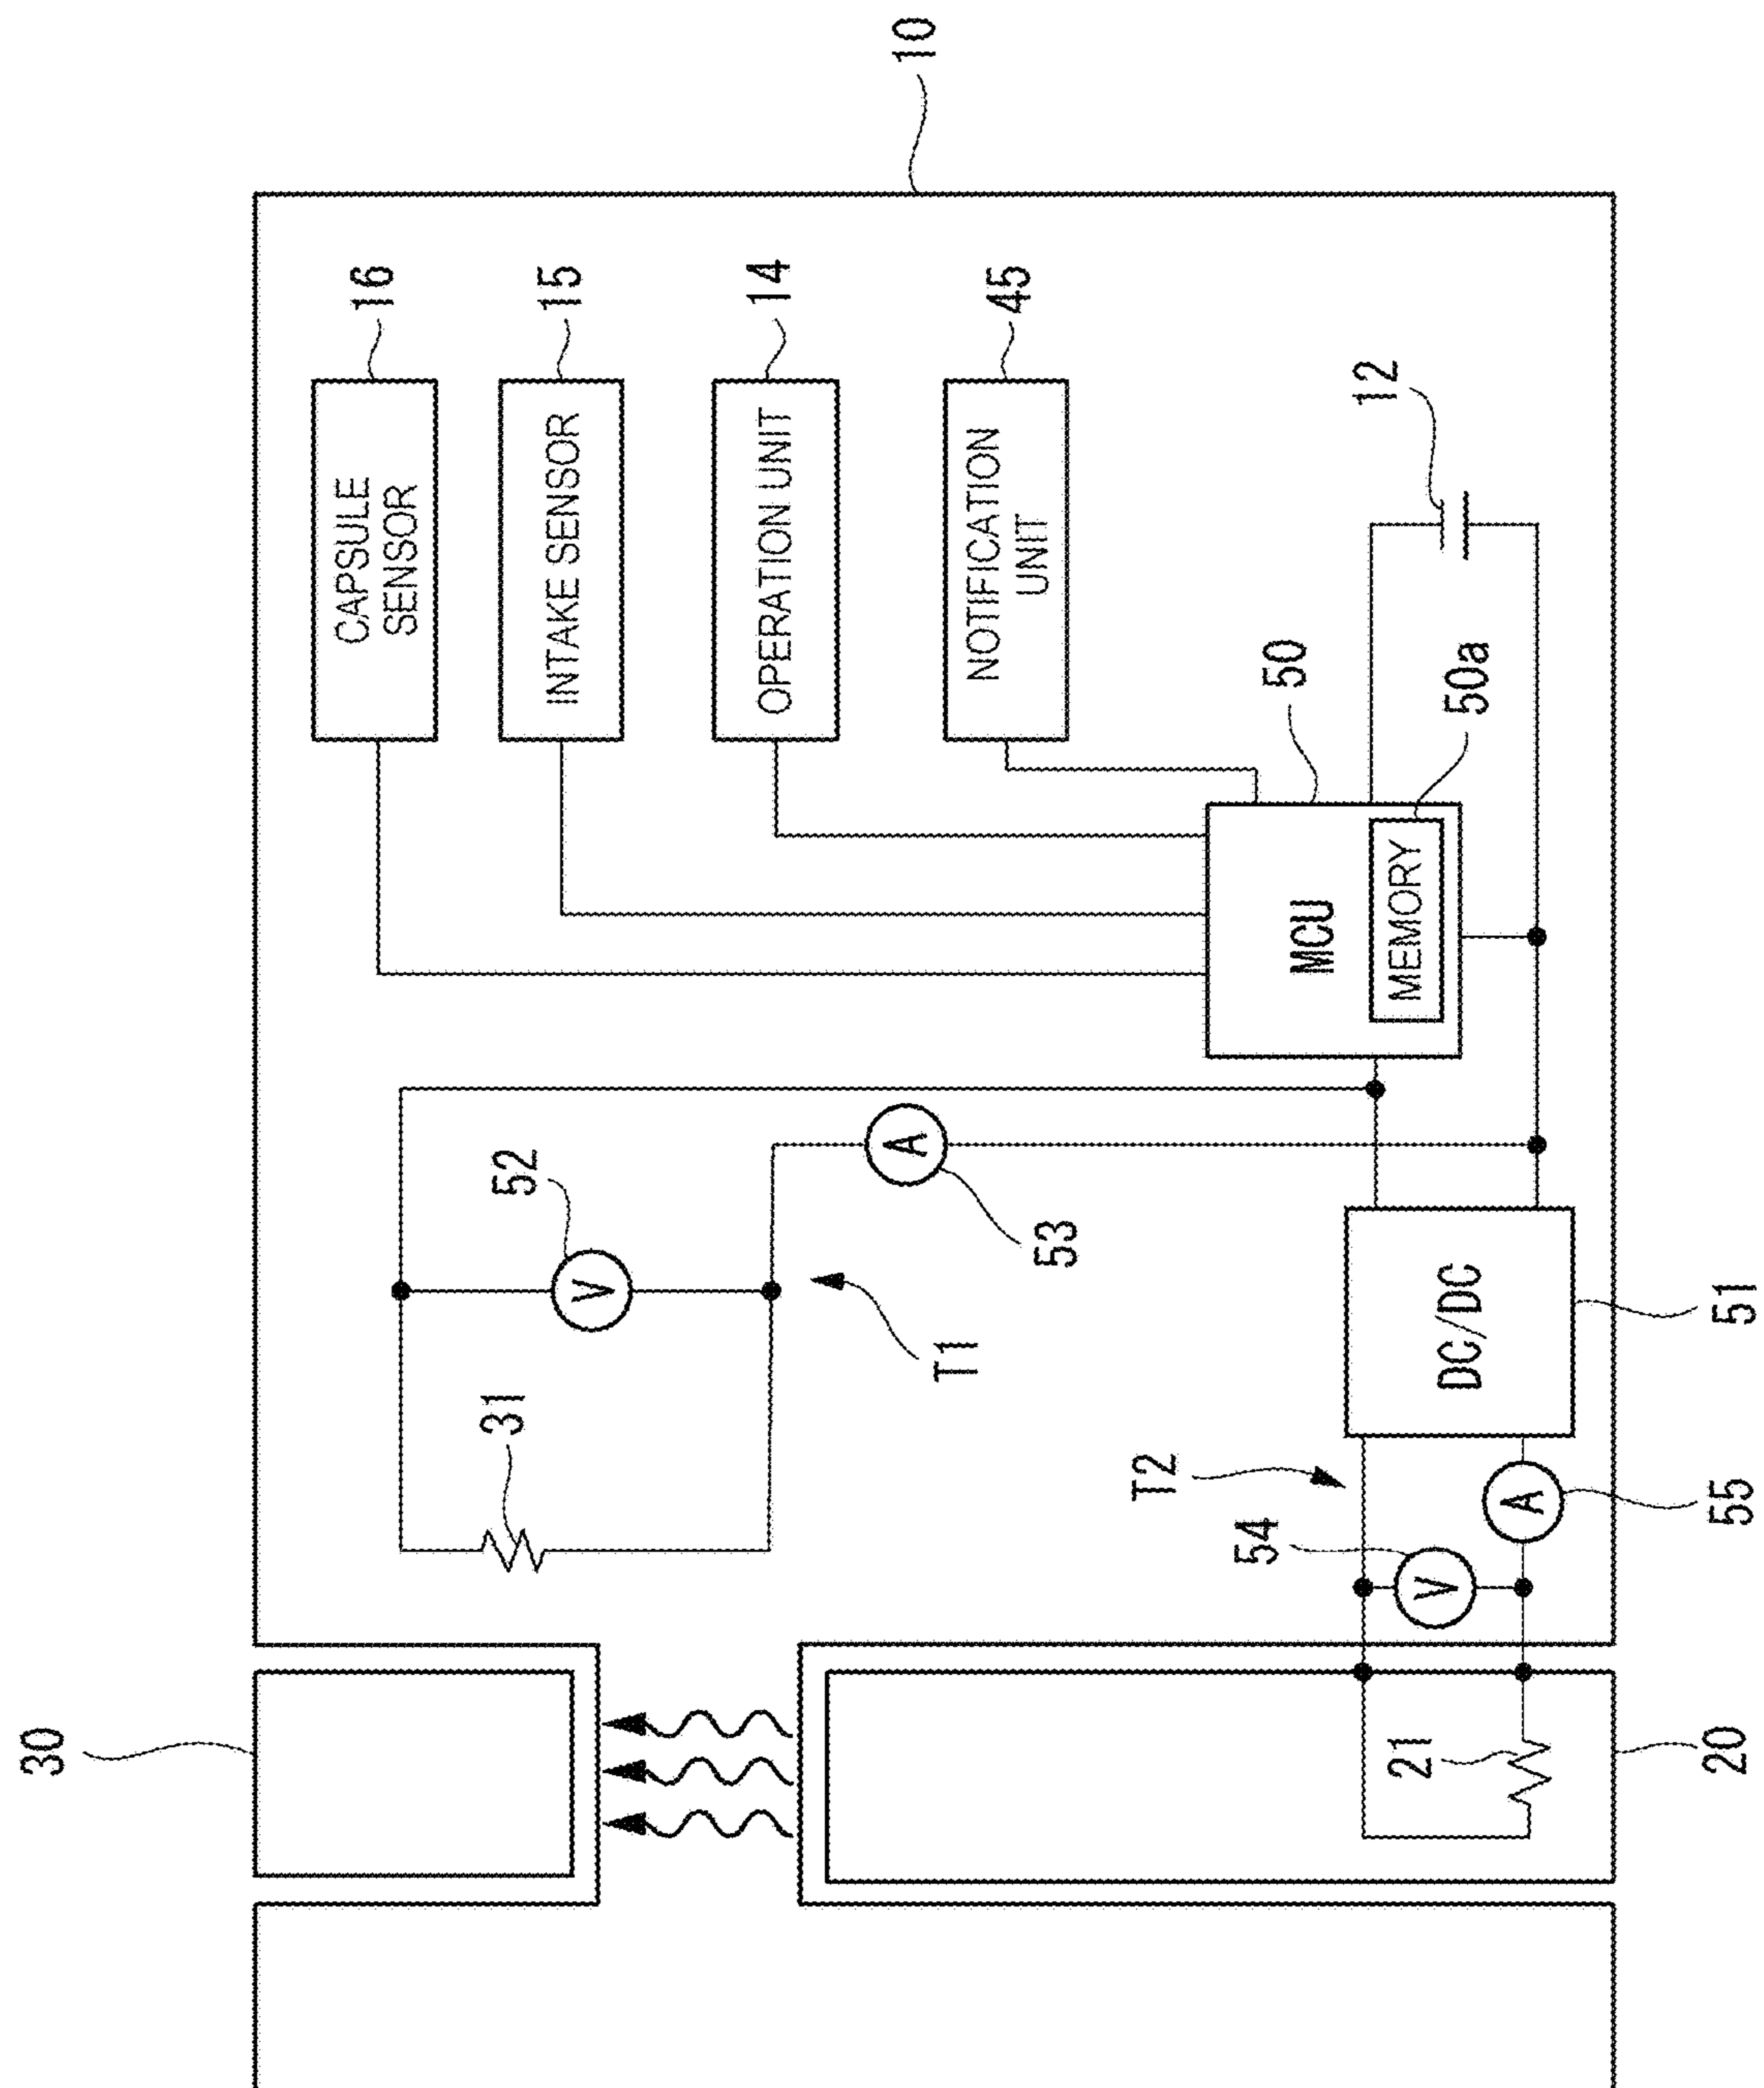 10
16
CAPSULE
SENSOR
15
INTAKE SENSOR
14
OPERATION UNIT
45
NOTIFICATION
UNIT
12
50
50a
MCU
MEMORY
52
V
A
53
T1
31
DC/DC
51
T2
54
V
A
55
30
21
20